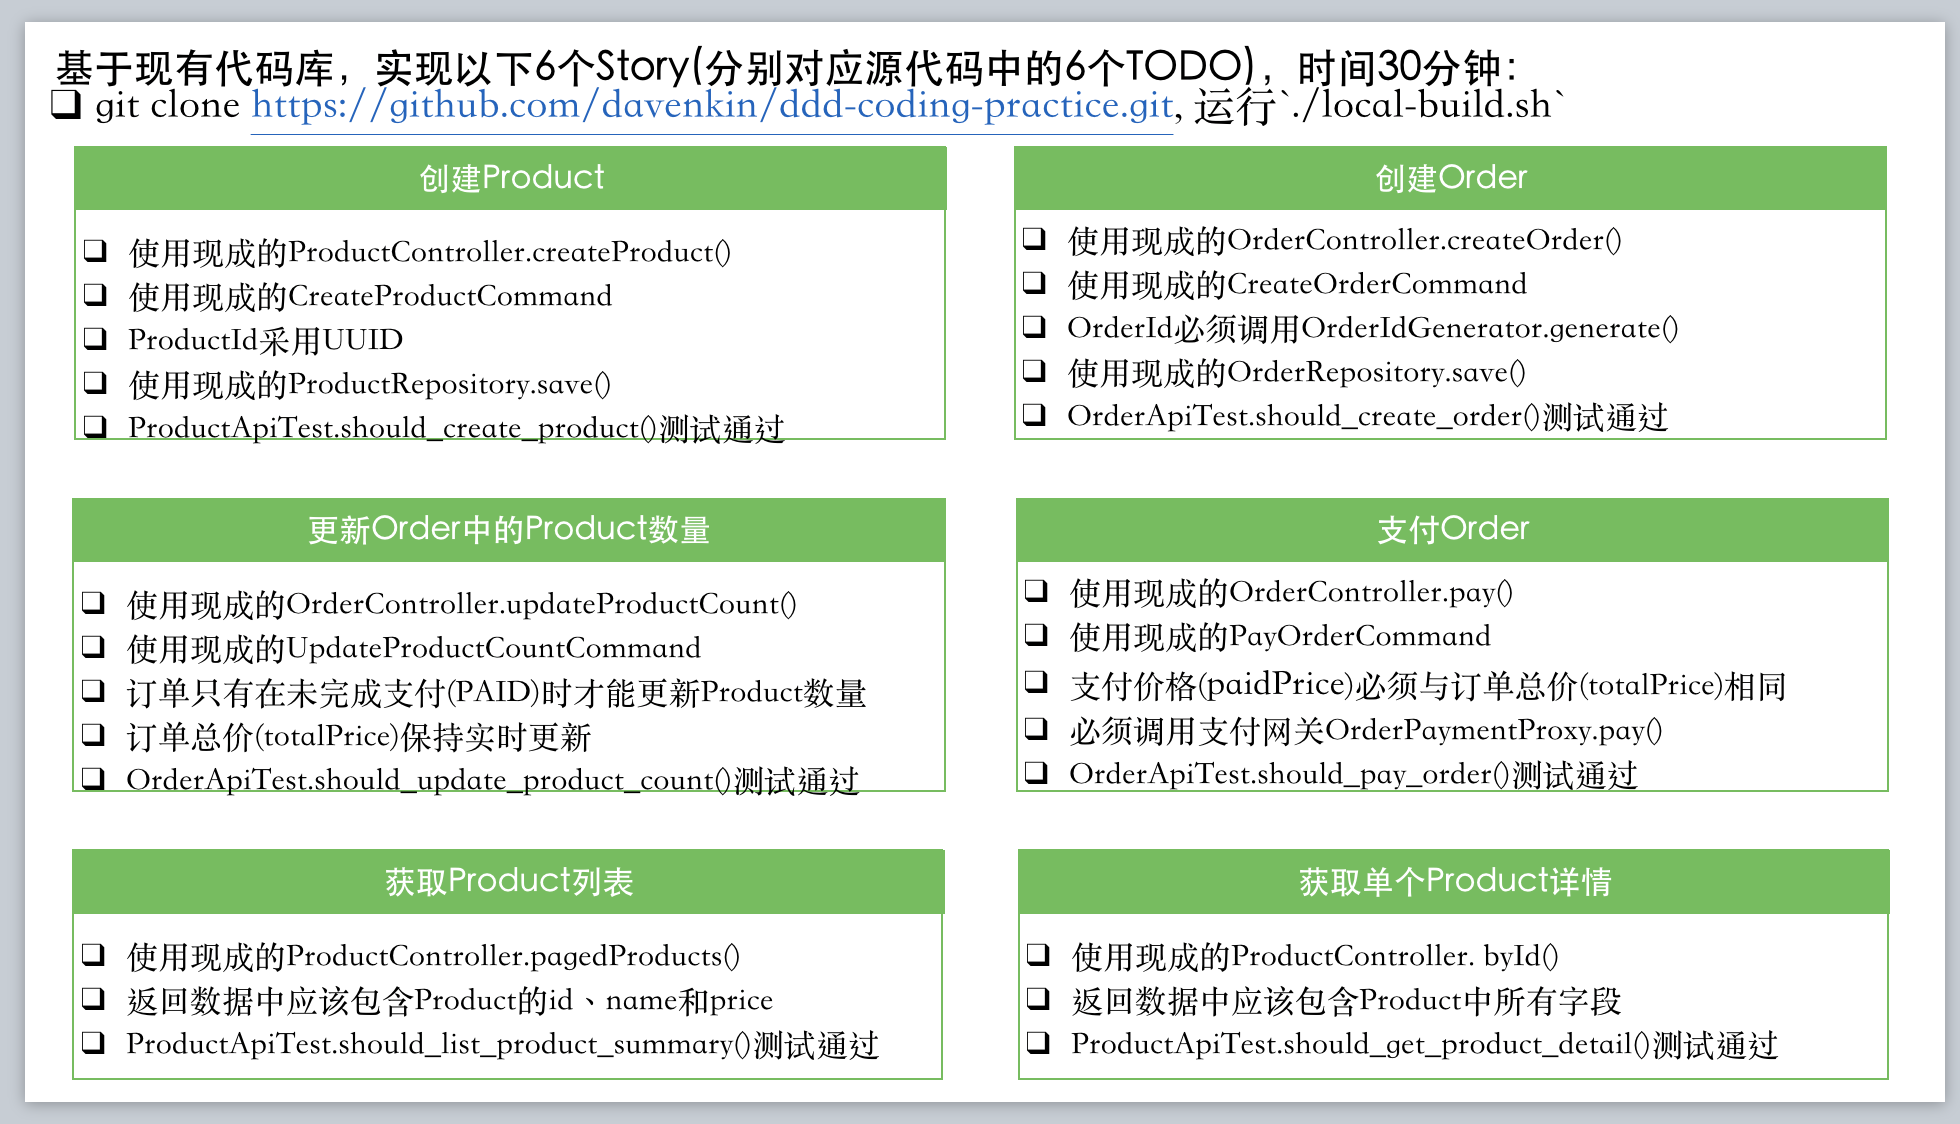 基于现有代码库，实现以下6个Story(分别对应源代码中的6个TODO)，时间30分钟：
❑ git clone https://github.com/davenkin/ddd-coding-practice.git, 运行`./local-build.sh`
创建Product
❑ 使用现成的ProductController.createProduct()
❑ 使用现成的CreateProductCommand
❑ ProductId采用UUID
❑ 使用现成的ProductRepository.save()
❑ ProductApiTest.should_create_product()测试通过
创建Order
❑ 使用现成的OrderController.createOrder()
❑ 使用现成的CreateOrderCommand
❑ OrderId必须调用OrderIdGenerator.generate()
❑ 使用现成的OrderRepository.save()
❑ OrderApiTest.should_create_order()测试通过
更新Order中的Product数量
❑ 使用现成的OrderController.updateProductCount()
❑ 使用现成的UpdateProductCountCommand
❑ 订单只有在未完成支付(PAID)时才能更新Product数量
❑ 订单总价(totalPrice)保持实时更新
❑ OrderApiTest.should_update_product_count()测试通过
支付Order
❑ 使用现成的OrderController.pay()
❑ 使用现成的PayOrderCommand
❑ 支付价格(paidPrice)必须与订单总价(totalPrice)相同
❑ 必须调用支付网关OrderPaymentProxy.pay()
❑ OrderApiTest.should_pay_order()测试通过
获取Product列表
❑ 使用现成的ProductController.pagedProducts()
❑ 返回数据中应该包含Product的id、name和price
❑ ProductApiTest.should_list_product_summary()测试通过
获取单个Product详情
❑ 使用现成的ProductController. byId()
❑ 返回数据中应该包含Product中所有字段
❑ ProductApiTest.should_get_product_detail()测试通过